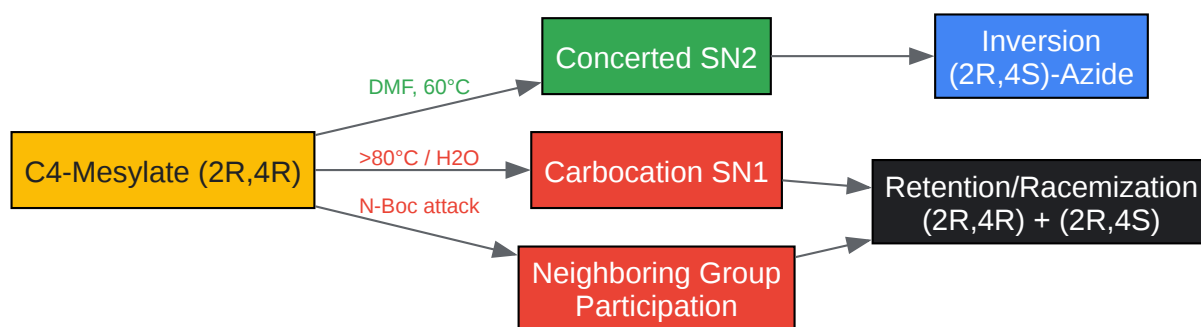 Concerted SN2
Inversion
(2R,4S)-Azide
DMF, 60°C
C4-Mesylate (2R,4R)
>80°C / H2O
Carbocation SN1
Retention/Racemization
(2R,4R) + (2R,4S)
N-Boc attack
Neighboring Group
Participation